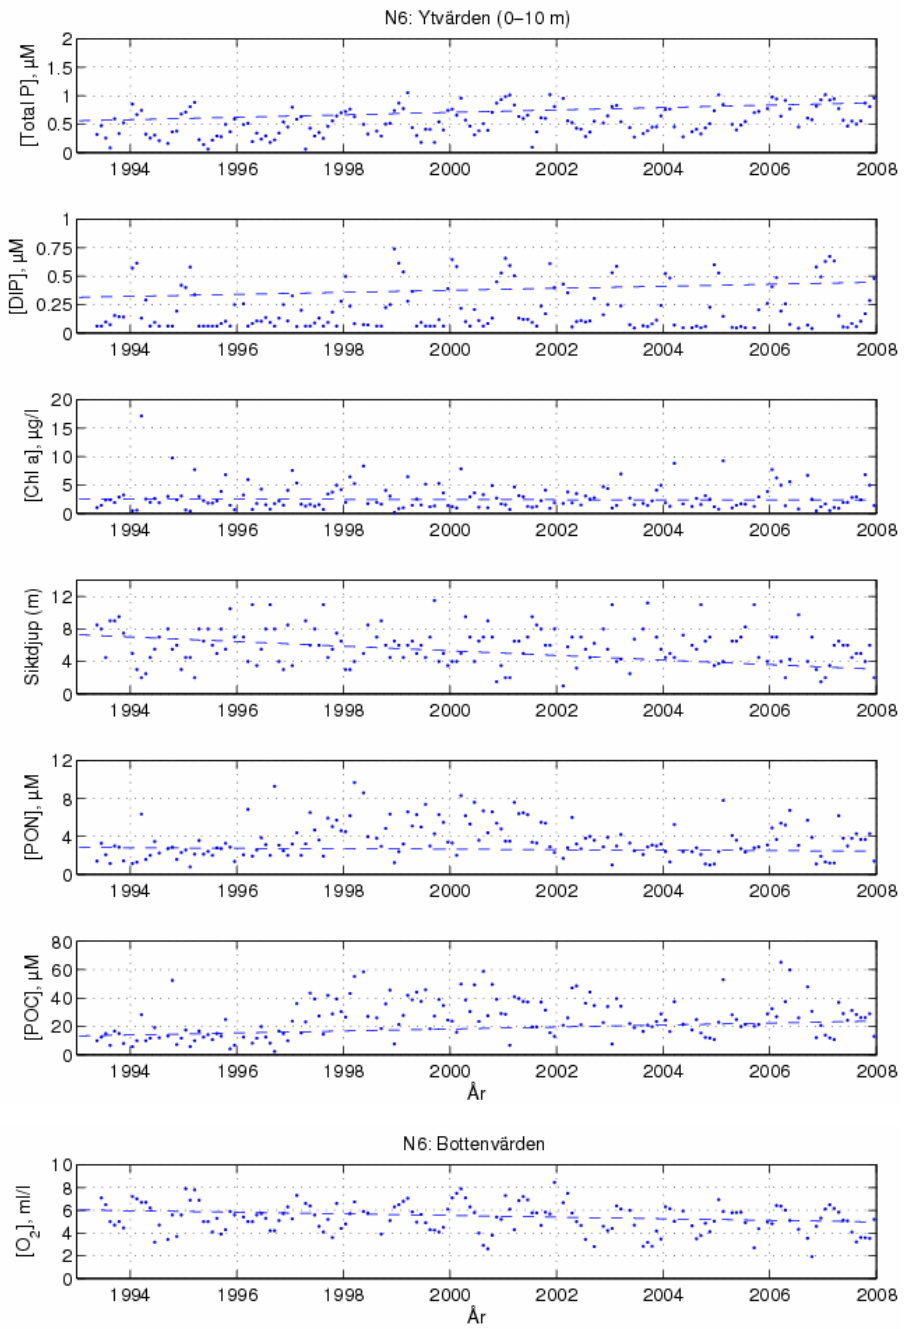 N6: Ytvärden (0–10 m)
[Total P], µM
2
1.5
1
0.5
0
1994 1996 1998 2000 2002 2004 2006 2008
[DIP], µM
1
0.75
0.5
0.25
0
1994 1996 1998 2000 2002 2004 2006 2008
[Chl a], µg/l
20
15
10
5
0
1994 1996 1998 2000 2002 2004 2006 2008
Siktdjup (m)
12
8
4
0
1994 1996 1998 2000 2002 2004 2006 2008
[PON], µM
12
8
4
0
1994 1996 1998 2000 2002 2004 2006 2008
[POC], µM
80
60
40
20
0
1994 1996 1998 2000 2002 2004 2006 2008
År
N6: Bottenvärden
[O2], ml/l
10
8
6
4
2
0
1994 1996 1998 2000 2002 2004 2006 2008
År